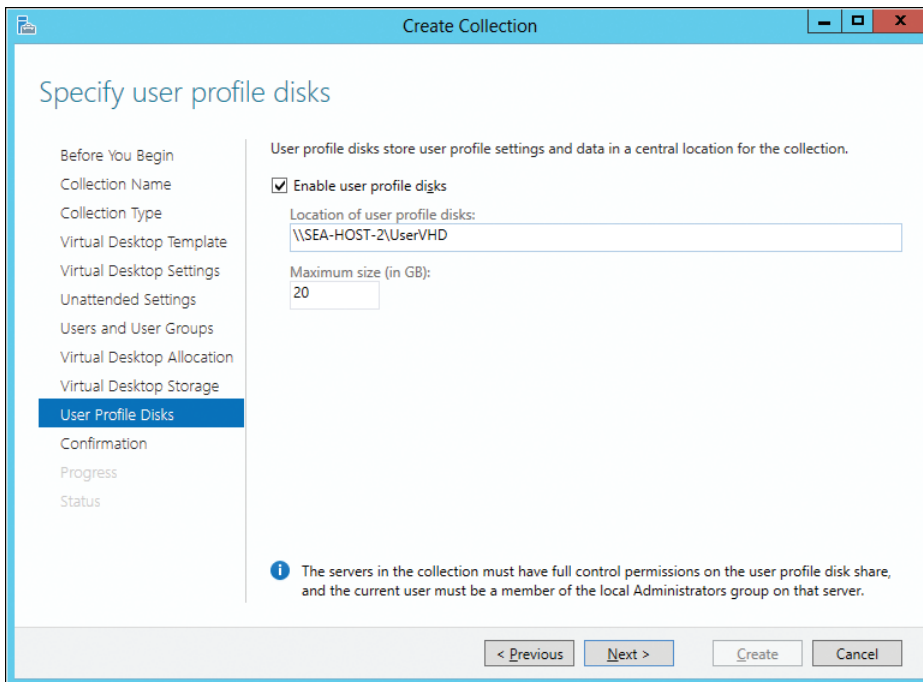 Create Collection
Specify user profile disks
Before You Begin
Collection Name
Collection Type
Virtual Desktop Template
Virtual Desktop Settings
Unattended Settings
Users and User Groups
Virtual Desktop Allocation
Virtual Desktop Storage
User Profile Disks
Confirmation
Progress
Status
User profile disks store user profile settings and data in a central location for the collection.
Enable user profile disks
Location of user profile disks:
\\SEA-HOST-2\UserVHD
Maximum size (in GB):
20
The servers in the collection must have full control permissions on the user profile disk share,
and the current user must be a member of the local Administrators group on that server.
< Previous
Next >
Create
Cancel